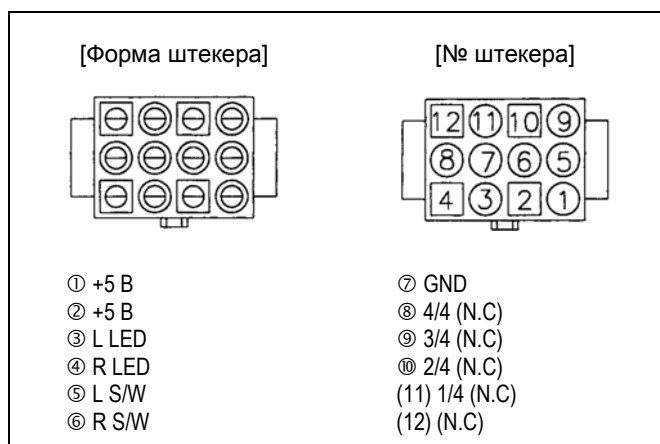 [Форма штекера]
[№ штекера]
12 11 10 9
8 7 6 5
4 3 2 1
① +5 В
② +5 В
③ L LED
④ R LED
⑤ L S/W
⑥ R S/W
⑦ GND
⑧ 4/4 (N.C)
⑨ 3/4 (N.C)
⑩ 2/4 (N.C)
(11) 1/4 (N.C)
(12) (N.C)